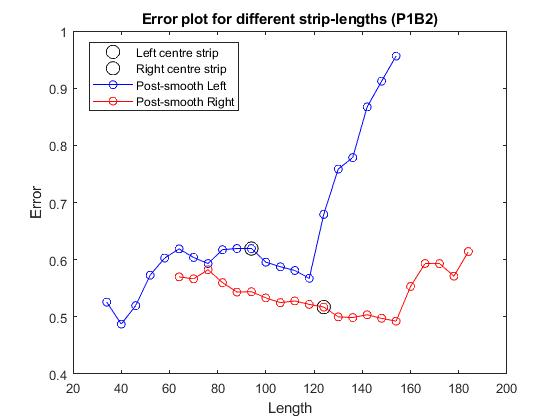 Error plot for different strip-lengths (P1B2)
1
Left centre strip
Right centre strip
Post-smooth Left
Post-smooth Right
0.9
0.8
0.7
Error
0.6
0.5
0.4
20 40 60 80 100 120 140 160 180 200
Length